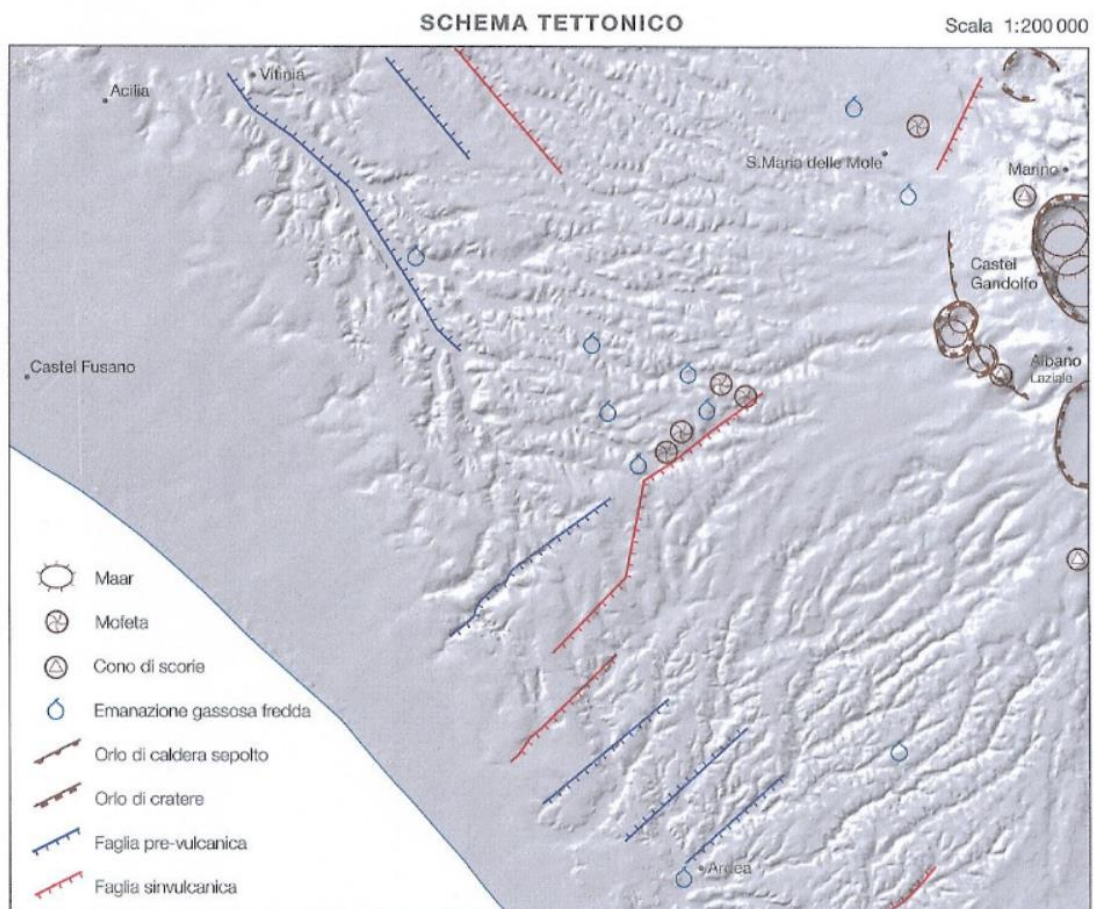 SCHEMA TETTONICO
Scala 1:200 000
Vitinia
Acilia
S.Maria delle Mole
Marino
Castel
Gandolfo
Castel Fusano
Albano
Laziale
Maar
Mofeta
Cono di scorie
Emanazione gassosa fredda
Orlo di caldera sepolto
Orlo di cratere
Faglia pre-vulcanica
Faglia sinvulcanica
Ardea